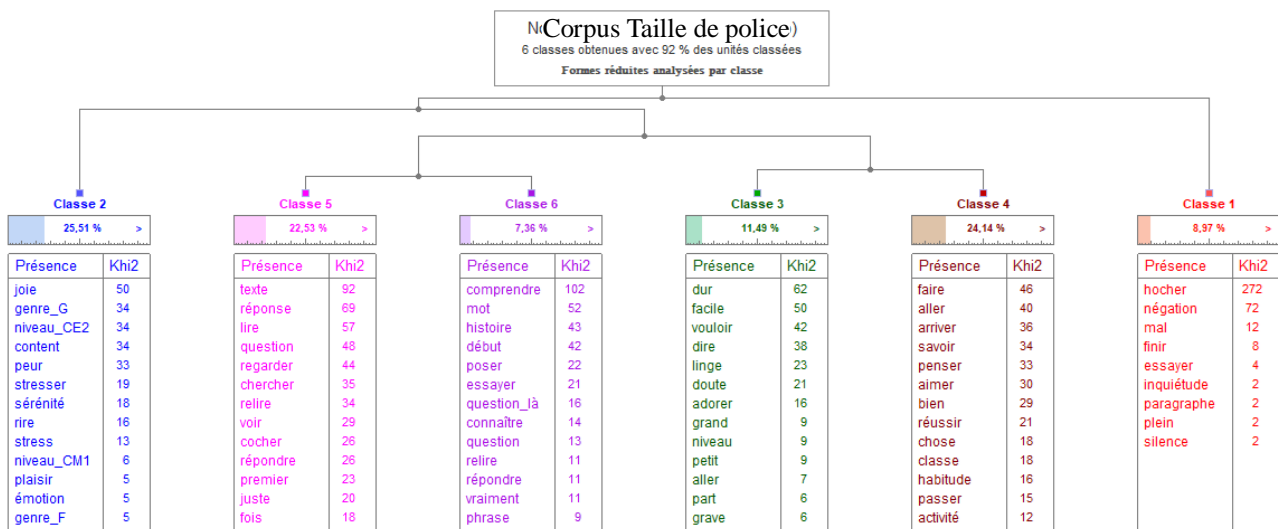 Corpus Taille de police)
6 classes obtenues avec 92 % des unités classées
Formes réduites analysées par classe
Classe 2
25,51 % >
Présence Khi2
joie 50
genre_G 34
niveau_CE2 34
content 34
peur 33
stresser 19
sérénité 18
rire 16
stress 13
niveau_CM1 6
plaisir 5
émotion 5
genre_F 5
Classe 5
22,53 % >
Présence Khi2
texte 92
réponse 69
lire 57
question 48
regarder 44
chercher 35
relire 34
voir 29
cocher 26
répondre 26
premier 23
juste 20
fois 18
Classe 6
7,36 % >
Présence Khi2
comprendre 102
mot 52
histoire 43
début 42
poser 22
essayer 21
question_là 16
connaître 14
question 13
relire 11
répondre 11
vraiment 11
phrase 9
Classe 3
11,49 % >
Présence Khi2
dur 62
facile 50
vouloir 42
dire 38
linge 23
doute 21
adorer 16
grand 9
niveau 9
petit 9
aller 7
part 6
grave 6
Classe 4
24,14 % >
Présence Khi2
faire 46
aller 40
arriver 36
savoir 34
penser 33
aimer 30
bien 29
réussir 21
chose 18
classe 18
habitude 16
passer 15
activité 12
Classe 1
8,97 % >
Présence Khi2
hocher 272
négation 72
mal 12
finir 8
essayer 4
inquiétude 2
paragraphe 2
plein 2
silence 2